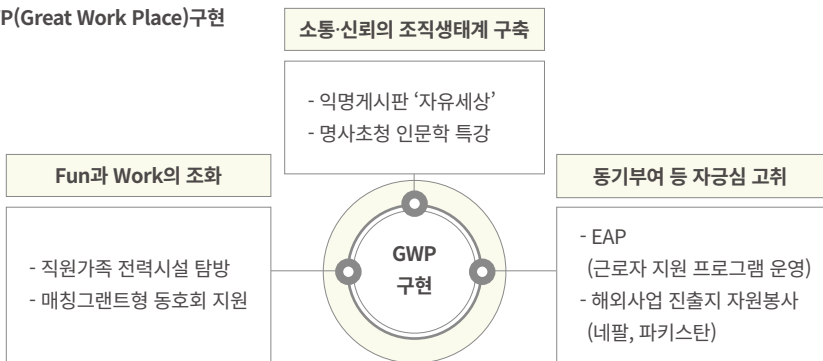 P(Great Work Place)구현
소통·신뢰의 조직생태계 구축
- 익명게시판 ‘자유세상’
- 명사초청 인문학 특강
Fun과 Work의 조화
- 직원가족 전력시설 탐방
- 매칭그랜트형 동호회 지원
GWP
구현
동기부여 등 자긍심 고취
- EAP
(근로자 지원 프로그램 운영)
- 해외사업 진출지 자원봉사
(네팔, 파키스탄)